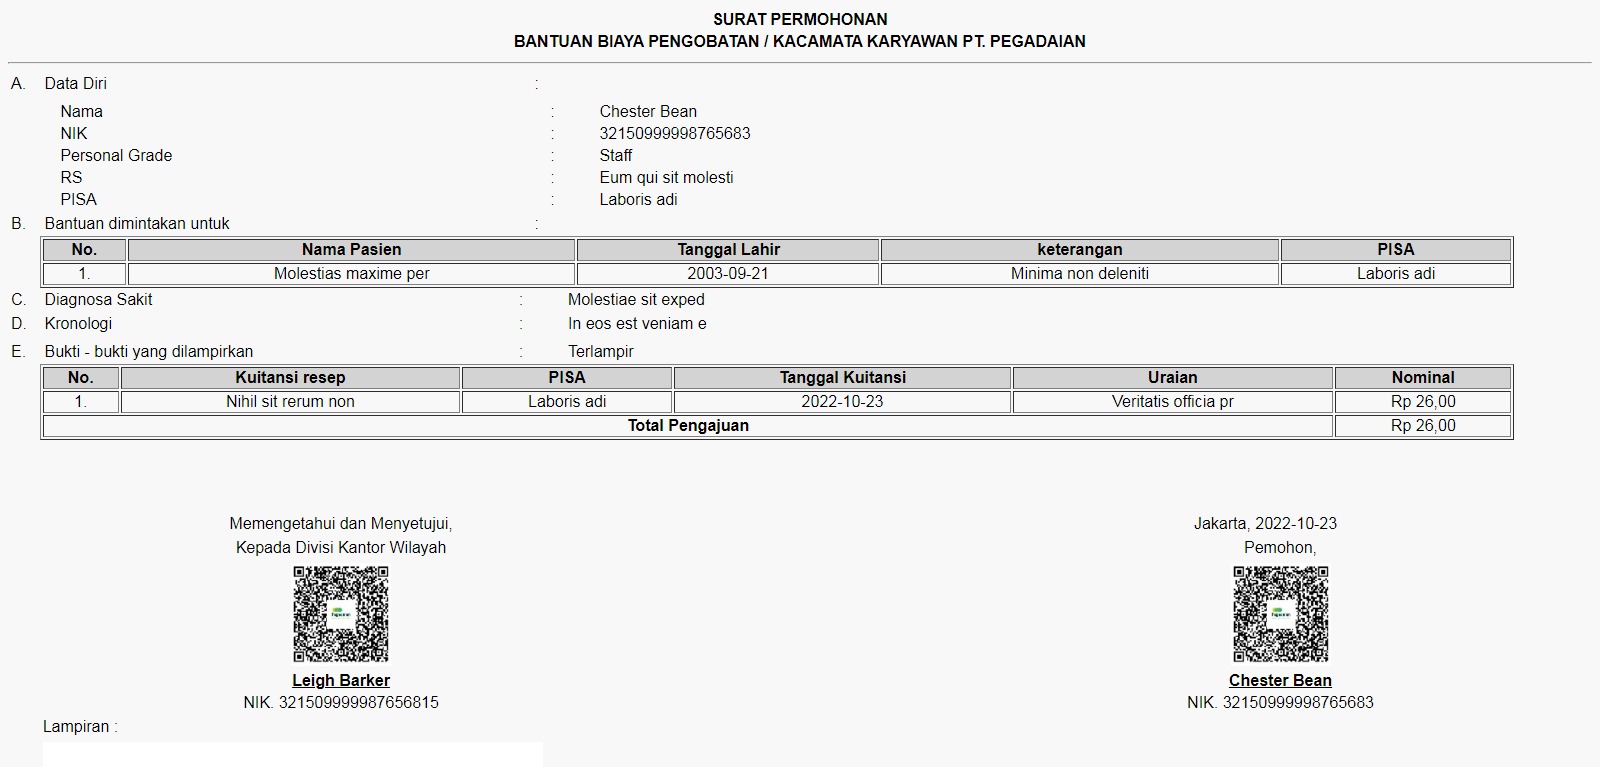 SURAT PERMOHONAN
BANTUAN BIAYA PENGOBATAN / KACAMATA KARYAWAN PT. PEGADAIAN
A. Data Diri :
Nama : Chester Bean
NIK : 32150999998765683
Personal Grade : Staff
RS : Eum qui sit molesti
PISA : Laboris adi
B. Bantuan dimintakan untuk :
No. Nama Pasien Tanggal Lahir keterangan PISA
1. Molestias maxime per 2003-09-21 Minima non deleniti Laboris adi
C. Diagnosa Sakit : Molestiae sit exped
D. Kronologi : In eos est veniam e
E. Bukti - bukti yang dilampirkan : Terlampir
No. Kuitansi resep PISA Tanggal Kuitansi Uraian Nominal
1. Nihil sit rerum non Laboris adi 2022-10-23 Veritatis officia pr Rp 26,00
Total Pengajuan Rp 26,00
Memengetahui dan Menyetujui,
Kepada Divisi Kantor Wilayah
Leigh Barker
NIK. 321509999987656815
Jakarta, 2022-10-23
Pemohon,
Chester Bean
NIK. 32150999998765683
Lampiran :